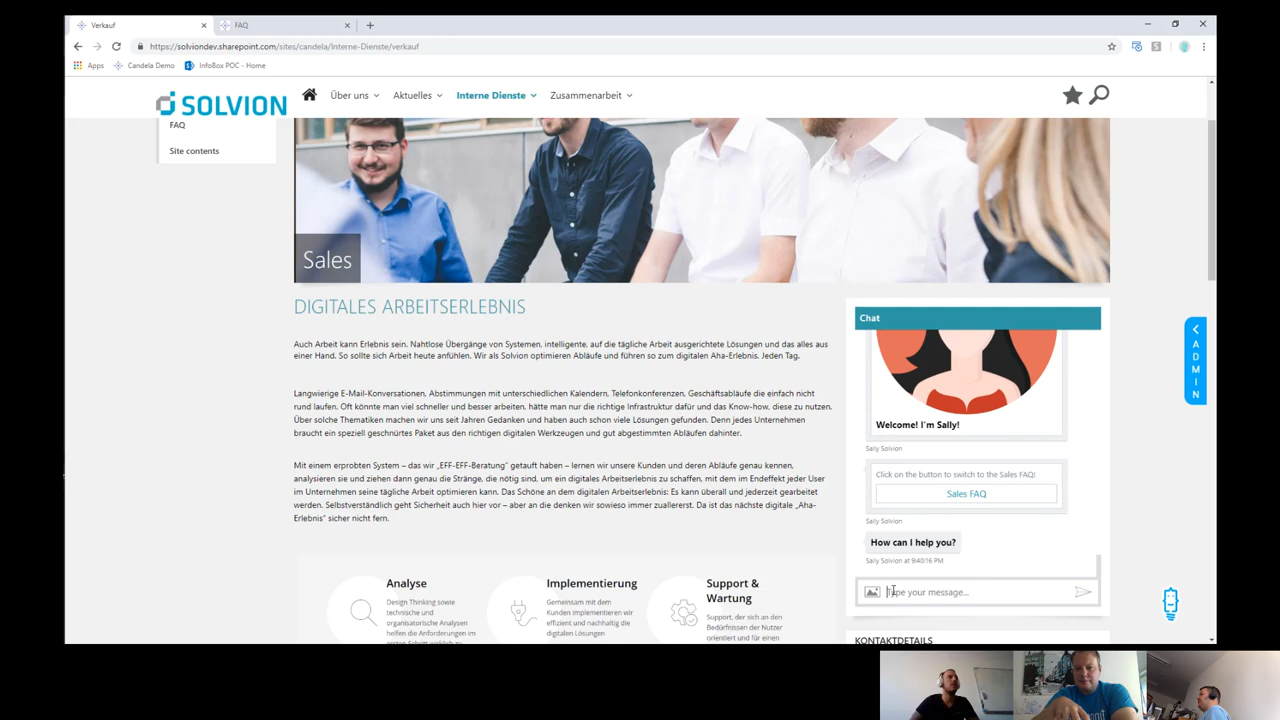 Verkauf
FAQ
https://solviondev.sharepoint.com/sites/candela/Interne-Dienste/verkauf
Apps
Candela Demo
InfoBox POC - Home
SOLVION
Über uns
Aktuelles
Interne Dienste
Zusammenarbeit
FAQ
Site contents
Sales
DIGITALES ARBEITSERLEBNIS
Auch Arbeit kann Erlebnis sein. Nahtlose Übergänge von Systemen, intelligente, auf die tägliche Arbeit ausgerichtete Lösungen und das alles aus
einer Hand. So sollte sich Arbeit heute anfühlen. Wir als Solvion optimieren Abläufe und führen so zum digitalen Aha-Erlebnis. Jeden Tag.
Langwierige E-Mail-Konversationen, Abstimmungen mit unterschiedlichen Kalendern, Telefonkonferenzen, Geschäftsabläufe die einfach nicht
rund laufen. Oft könnte man viel schneller und besser arbeiten, hätte man nur die richtige Infrastruktur dafür und das Know-how, diese zu nutzen.
Über solche Thematiken machen wir uns seit Jahren Gedanken und haben auch schon viele Lösungen gefunden. Denn jedes Unternehmen
braucht ein speziell geschnürtes Paket aus den richtigen digitalen Werkzeugen und gut abgestimmten Abläufen dahinter.
Mit einem erprobten System – das wir „EFF-EFF-Beratung" getauft haben – lernen wir unsere Kunden und deren Abläufe genau kennen,
analysieren sie und ziehen dann genau die Stränge, die nötig sind, um ein digitales Arbeitserlebnis zu schaffen, mit dem im Endeffekt jeder User
im Unternehmen seine tägliche Arbeit optimieren kann. Das Schöne an dem digitalen Arbeitserlebnis: Es kann überall und jederzeit gearbeitet
werden. Selbstverständlich geht Sicherheit auch hier vor – aber an die denken wir sowieso immer zuallererst. Da ist das nächste digitale „Aha-
Erlebnis" sicher nicht fern.
Analyse
Design Thinking sowie
technische und
organisatorische Analysen
helfen die Anforderungen im
ersten Schritt wirklich zu
Implementierung
Gemeinsam mit dem
Kunden implementieren wir
effizient und nachhaltig die
digitalen Lösungen
Support &
Wartung
Support, der sich an den
Bedürfnissen der Nutzer
orientiert und für einen
Chat
Welcome! I'm Sally!
Sally Solvion
Click on the button to switch to the Sales FAQ!
Sales FAQ
Sally Solvion
How can I help you?
Sally Solvion at 9:40:16 PM
Type your message...
KONTAKTDETAILS
ADMIN